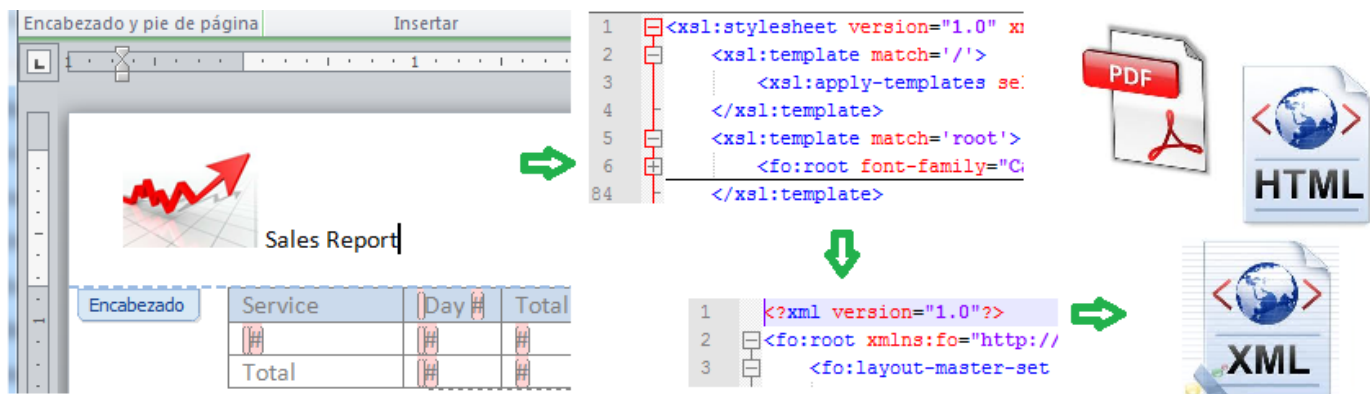 Encabezado y pie de página
Insertar
1 1
Sales Report
Encabezado
Service Day # Total
# # #
Total # #
1
1 <xsl:stylesheet version="1.0"
2 <xsl:template match='/'>
3 <xsl:apply-templates
4 </xsl:template>
5 <xsl:template match='root'>
6 <fo:root font-family=
84 </xsl:template>
1 <?xml version="1.0"?>
2 <fo:root xmlns:fo="http://
3 <fo:layout-master-set
PDF
< >
HTML
< >
XML